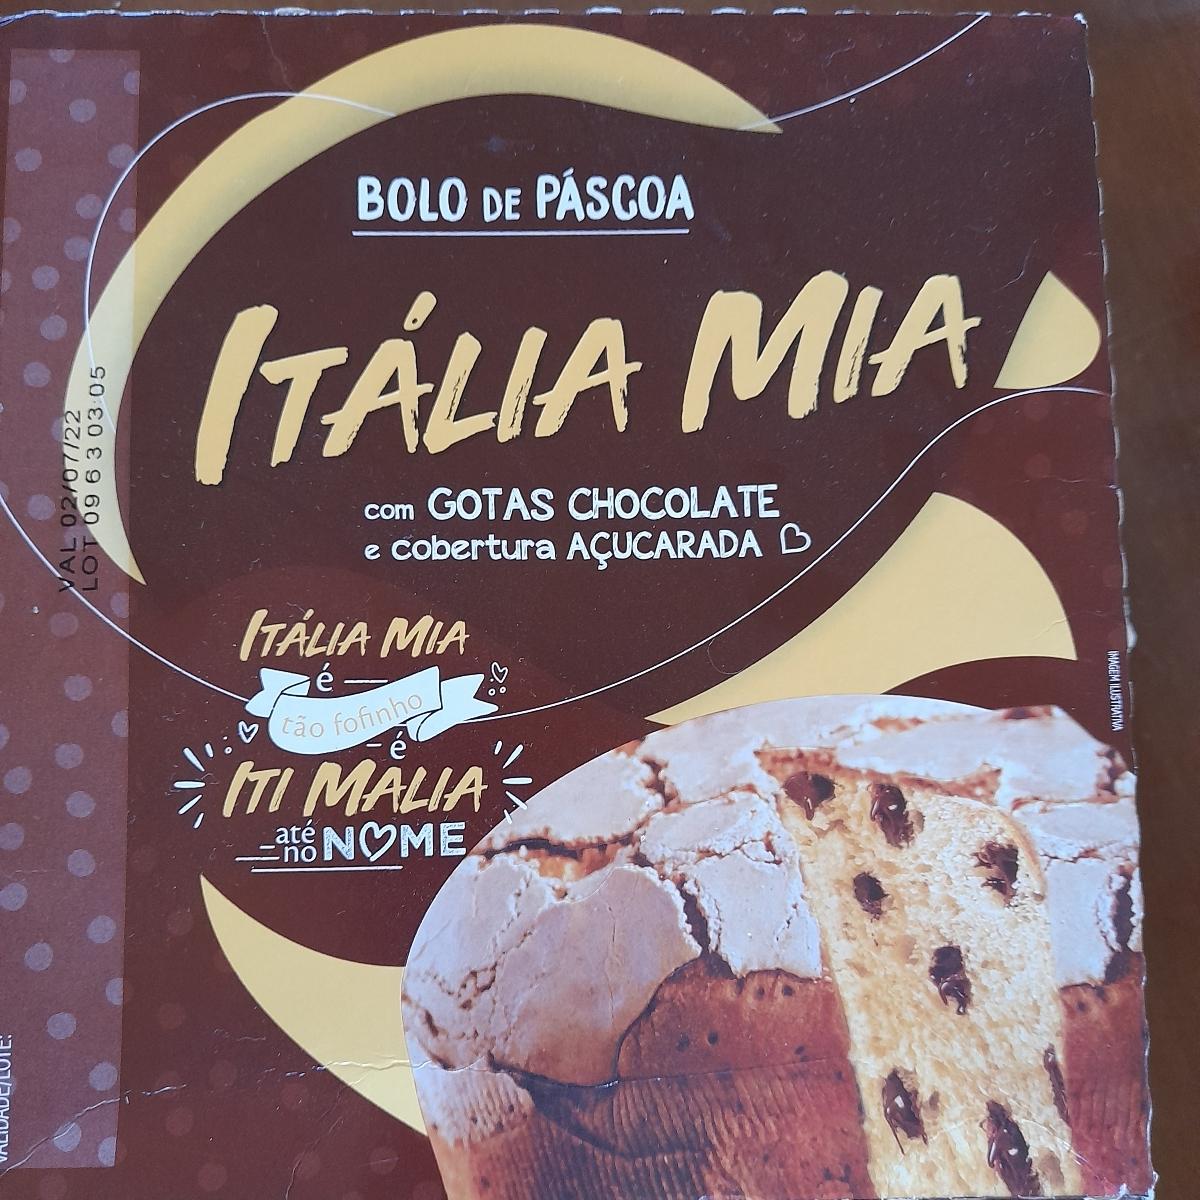 BOLO DE PÁSCOA
ITÁLIA MIA
com GOTAS CHOCOLATE
e cobertura AÇUCARADA
ITÁLIA MIA
é
tão fofinho
é
ITI MALIA
até
no NOME
VAL 02/07/22
LOT 09 6 3 03:05
IMAGEM ILUSTRATIVA
VALIDADE/LOTE: